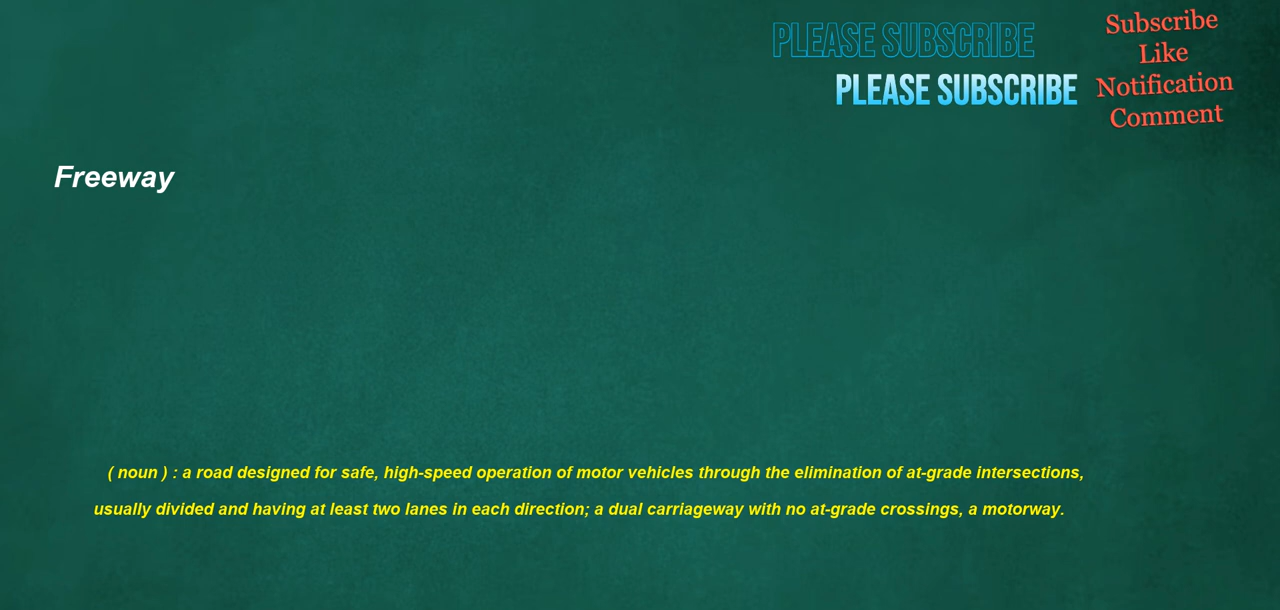 PLEASE SUBSCRIBE
PLEASE SUBSCRIBE
Subscribe
Like
Notification
Comment
Freeway
( noun ) : a road designed for safe, high-speed operation of motor vehicles through the elimination of at-grade intersections,
usually divided and having at least two lanes in each direction; a dual carriageway with no at-grade crossings, a motorway.